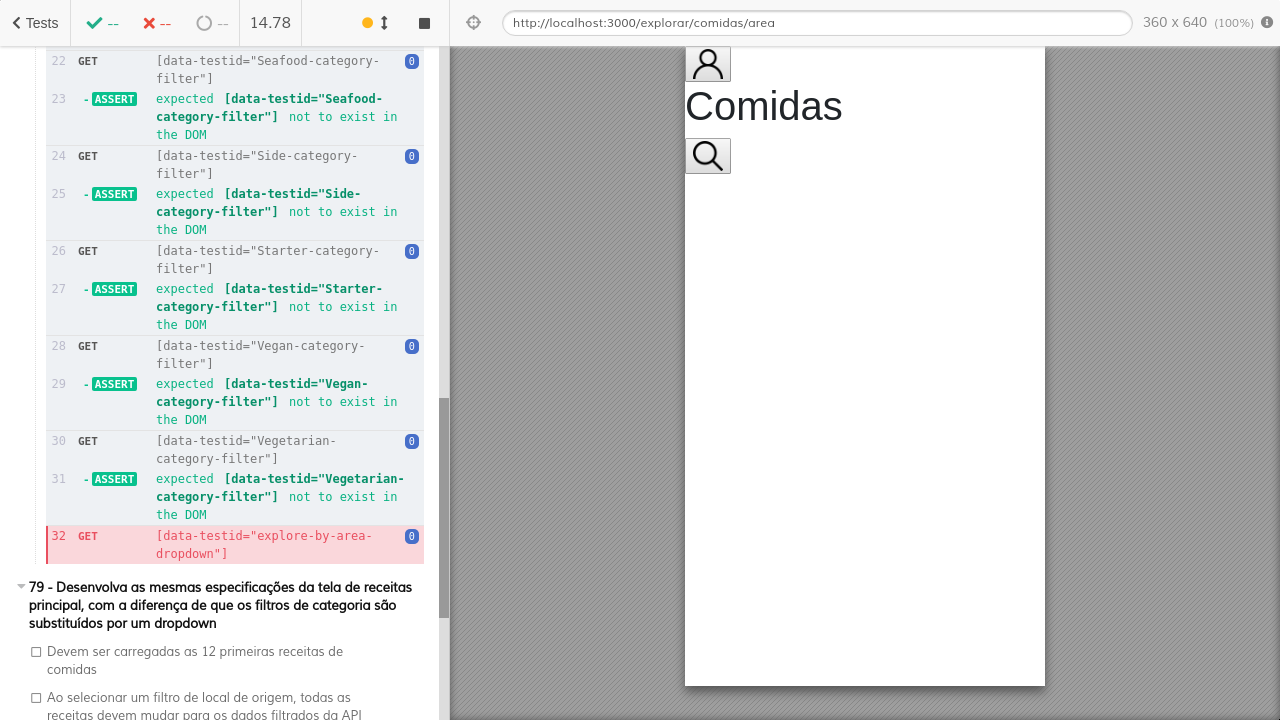 Tests
--
--
--
14.78
http://localhost:3000/explorar/comidas/area
360 x 640 (100%)
22 GET [data-testid="Seafood-category-
filter"] 0
23 -ASSERT expected [data-testid="Seafood-
category-filter"] not to exist in
the DOM
24 GET [data-testid="Side-category-
filter"] 0
25 -ASSERT expected [data-testid="Side-
category-filter"] not to exist in
the DOM
26 GET [data-testid="Starter-category-
filter"] 0
27 -ASSERT expected [data-testid="Starter-
category-filter"] not to exist in
the DOM
28 GET [data-testid="Vegan-category-
filter"] 0
29 -ASSERT expected [data-testid="Vegan-
category-filter"] not to exist in
the DOM
30 GET [data-testid="Vegetarian-
category-filter"] 0
31 -ASSERT expected [data-testid="Vegetarian-
category-filter"] not to exist in
the DOM
32 GET [data-testid="explore-by-area-
dropdown"] 0
79 - Desenvolva as mesmas especificações da tela de receitas
principal, com a diferença de que os filtros de categoria são
substituídos por um dropdown
Devem ser carregadas as 12 primeiras receitas de
comidas
Ao selecionar um filtro de local de origem, todas as
receitas devem mudar para os dados filtrados da API
Comidas